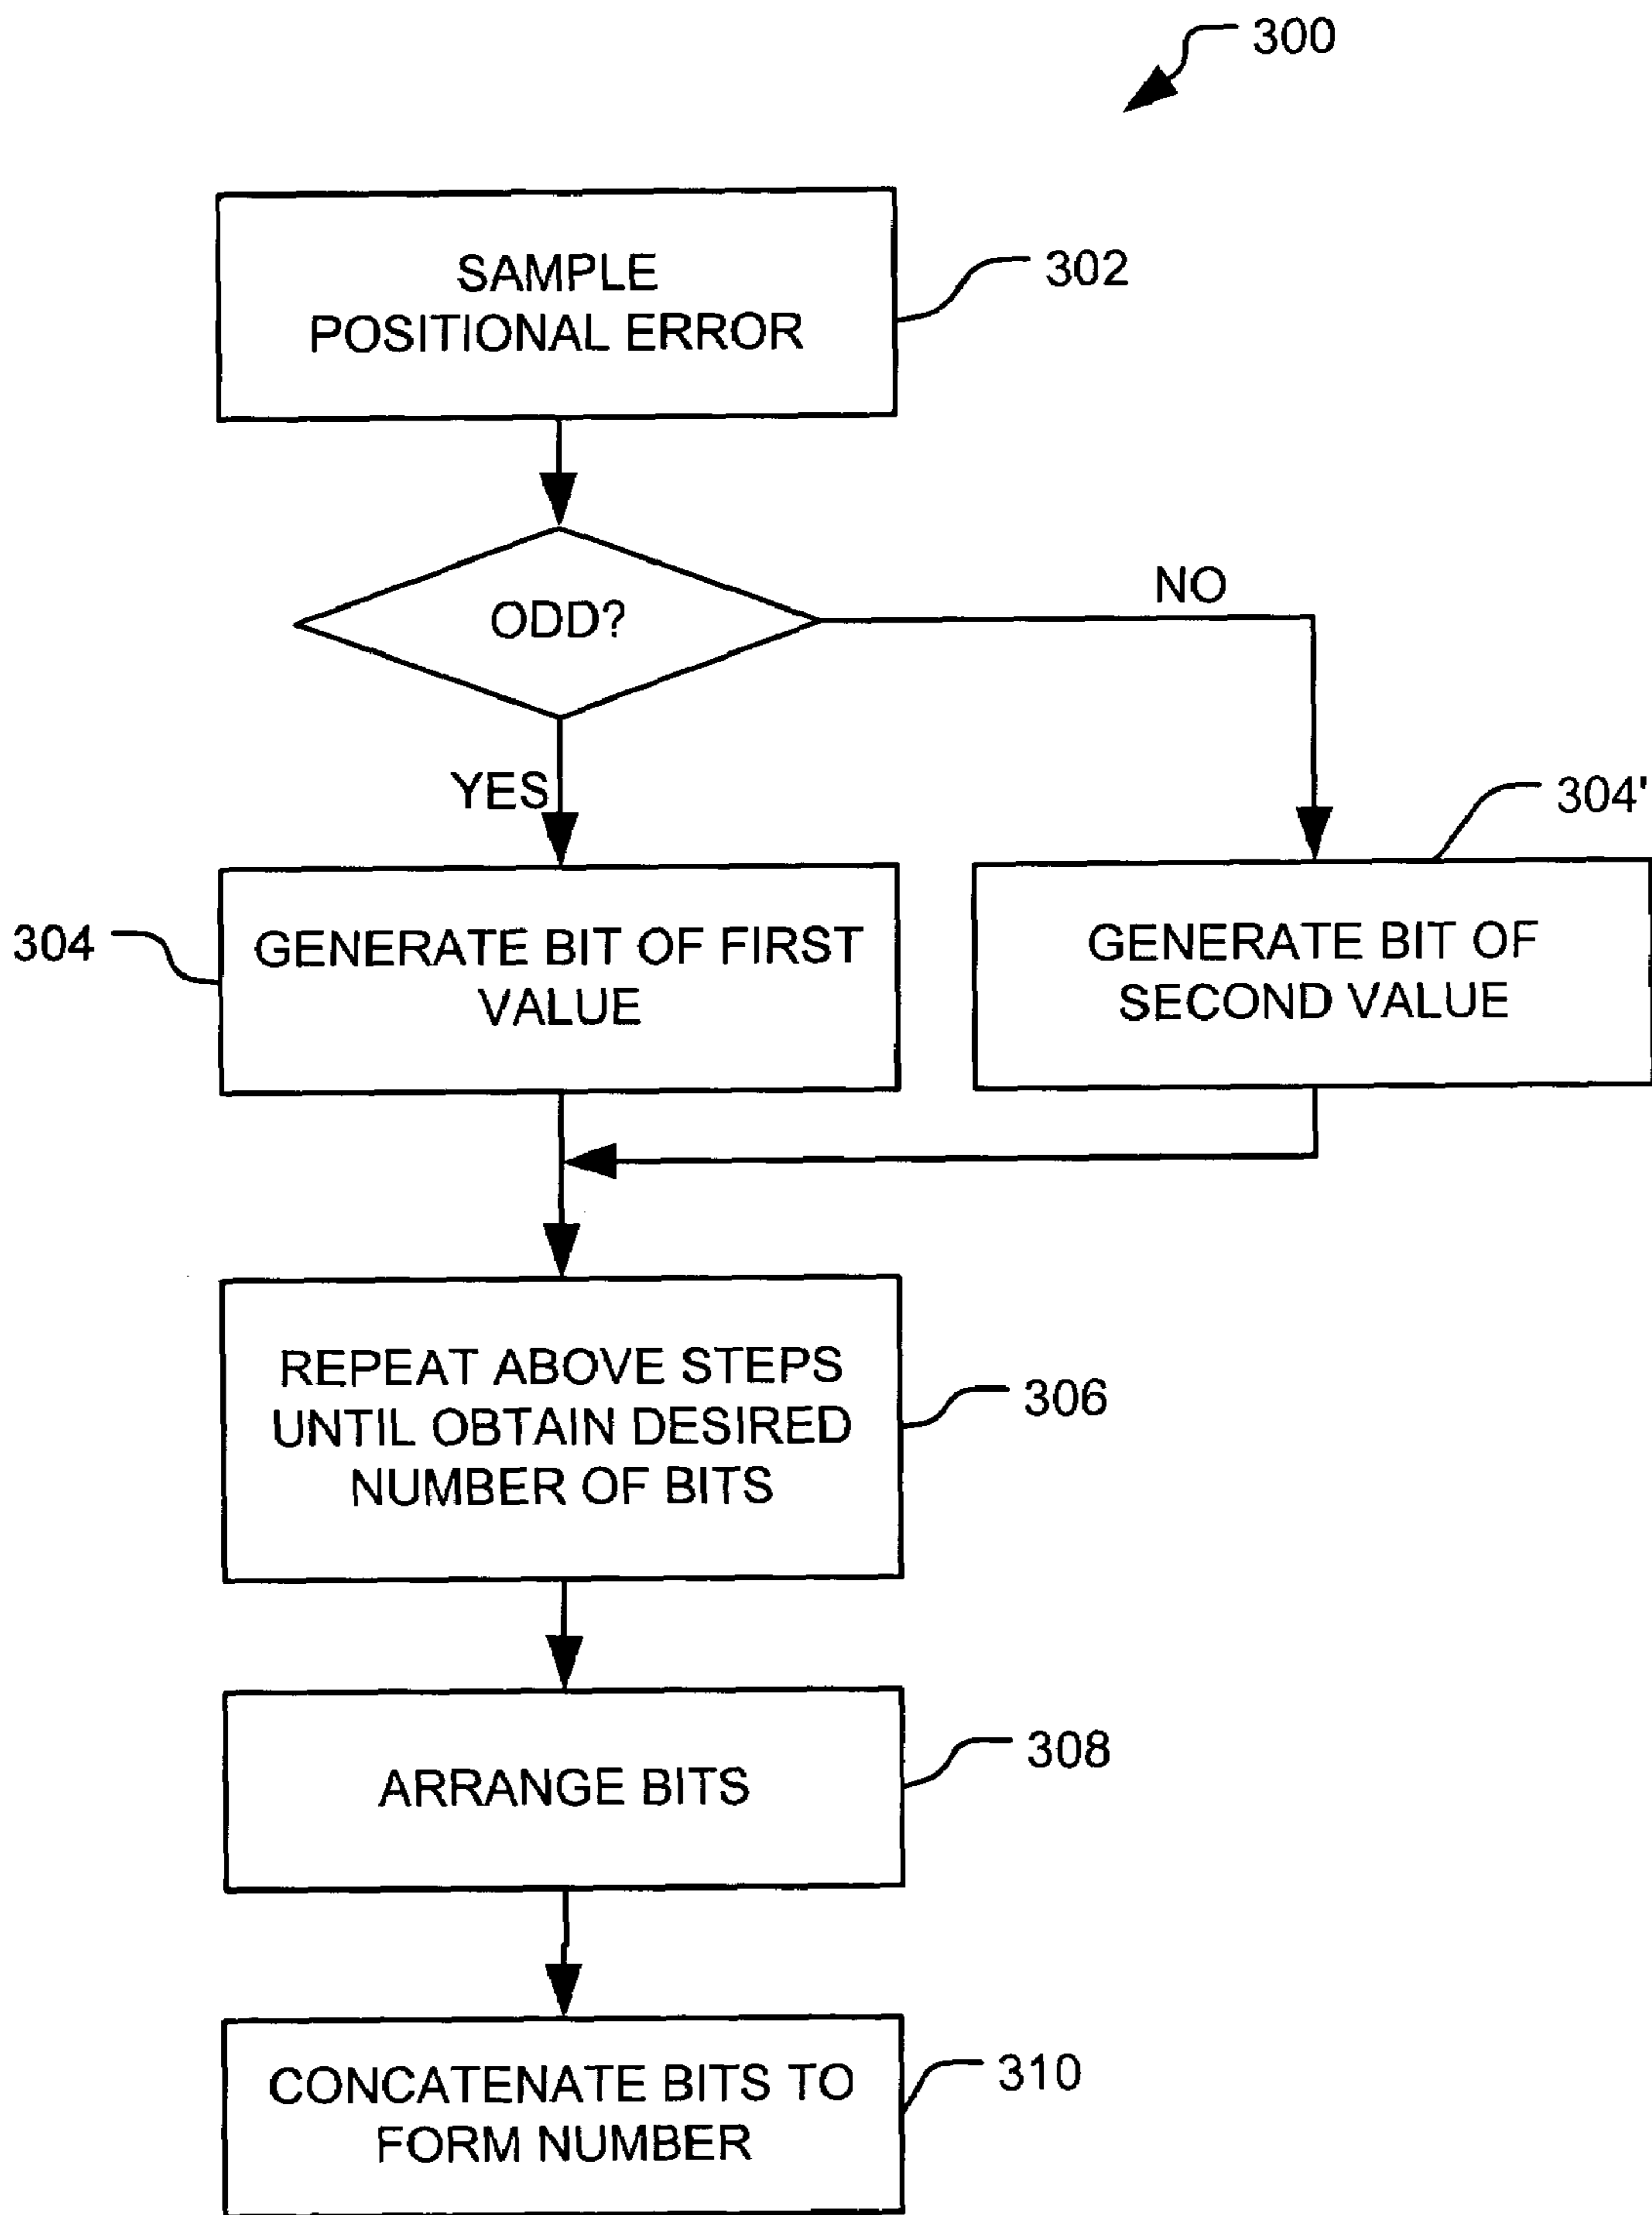 300
SAMPLE
POSITIONAL ERROR
302
ODD?
NO
YES
304'
304
GENERATE BIT OF FIRST
VALUE
GENERATE BIT OF
SECOND VALUE
REPEAT ABOVE STEPS
UNTIL OBTAIN DESIRED
NUMBER OF BITS
306
ARRANGE BITS
308
CONCATENATE BITS TO
FORM NUMBER
310